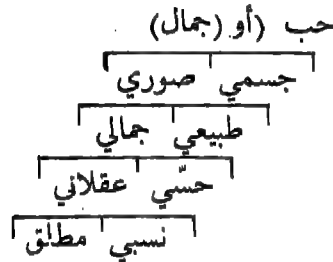 حب (أو (جمال)
جسمي صوري
طبيعي جمالي
حسّي عقلاني
نسبي مطلق